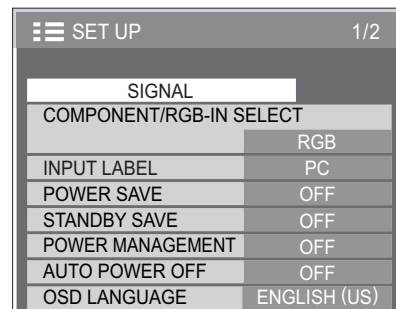 SET UP 1/2
SIGNAL
COMPONENT/RGB-IN SELECT
RGB
INPUT LABEL PC
POWER SAVE OFF
STANDBY SAVE OFF
POWER MANAGEMENT OFF
AUTO POWER OFF OFF
OSD LANGUAGE ENGLISH (US)